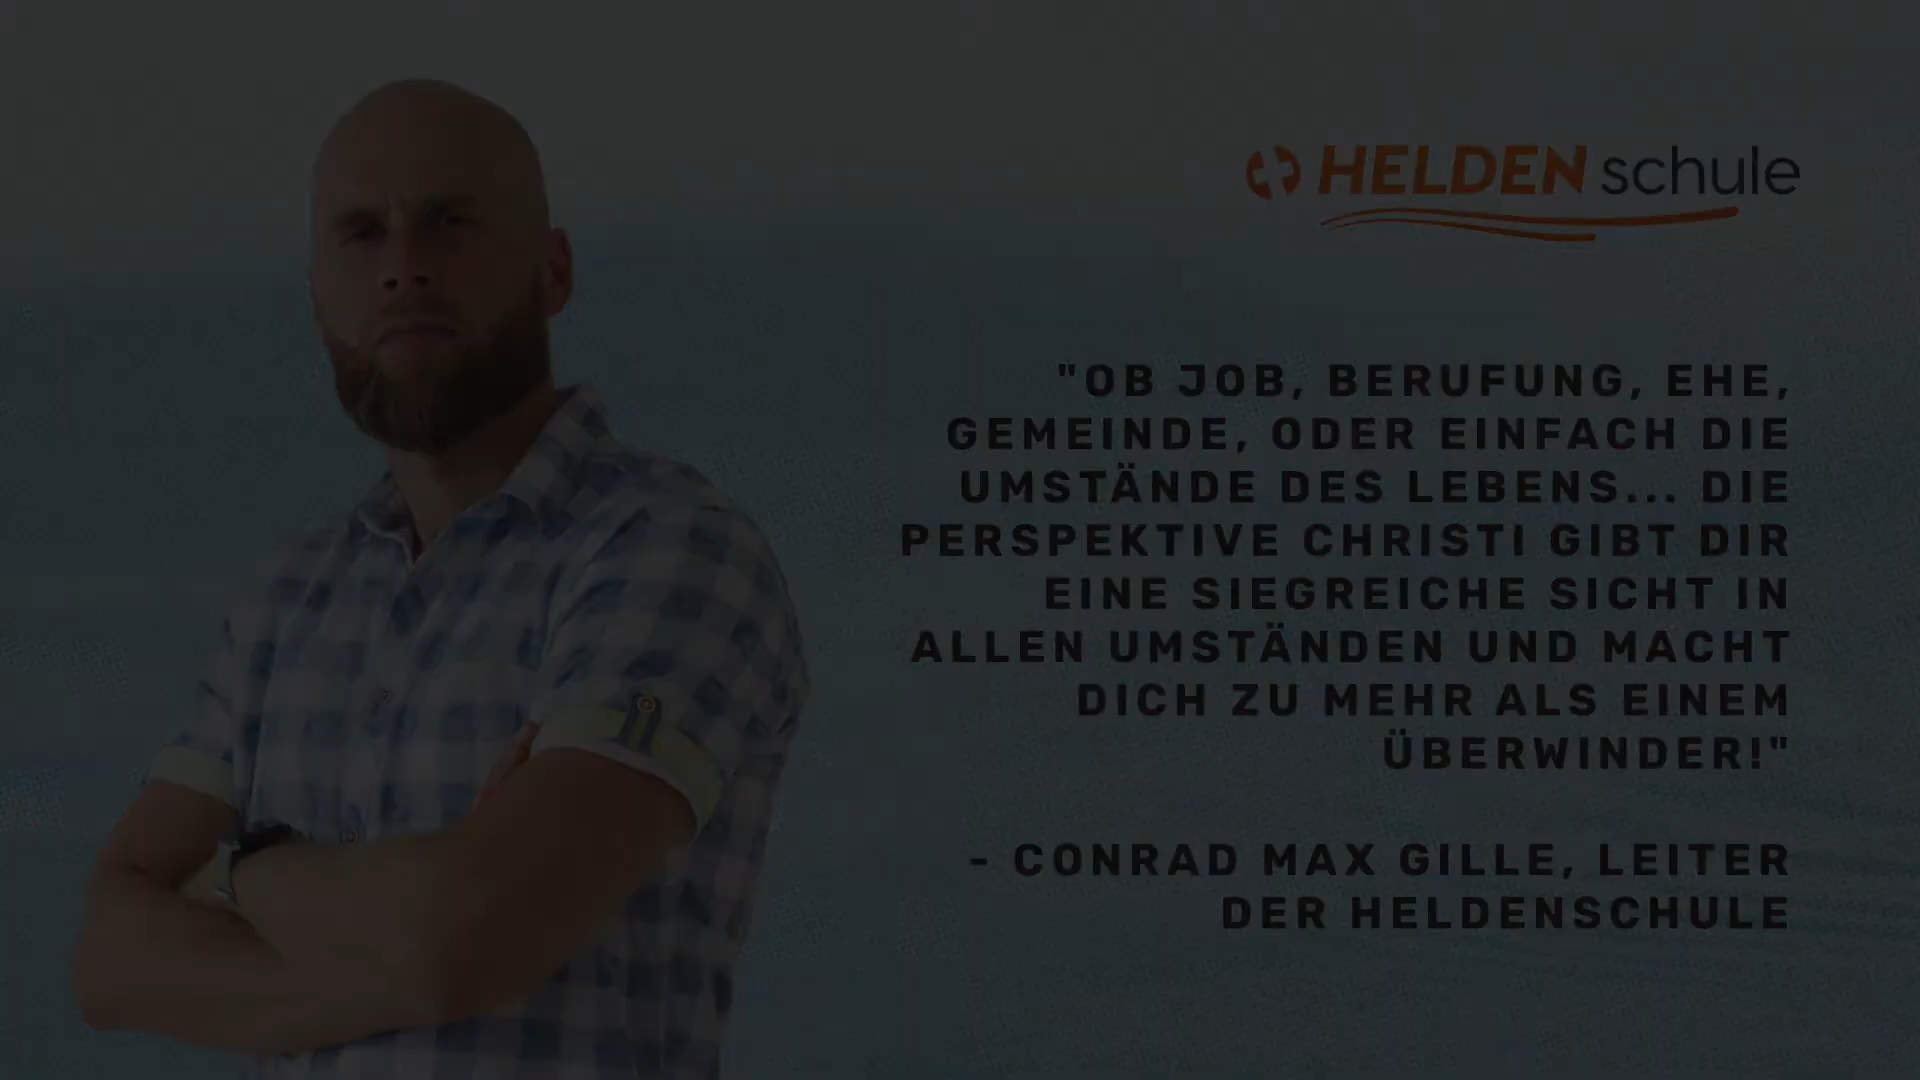 HELDEN schule
"OB JOB, BERUFUNG, EHE,
GEMEINDE, ODER EINFACH DIE
UMSTÄNDE DES LEBENS... DIE
PERSPEKTIVE CHRISTI GIBT DIR
EINE SIEGREICHE SICHT IN
ALLEN UMSTÄNDEN UND MACHT
DICH ZU MEHR ALS EINEM
ÜBERWINDER!"
- CONRAD MAX GILLE, LEITER
DER HELDENSCHULE